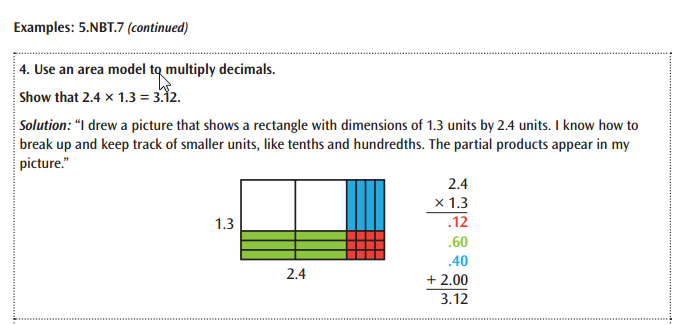 Examples: 5.NBT.7 (continued)
4. Use an area model to multiply decimals.
Show that 2.4 × 1.3 = 3.12.
Solution: “I drew a picture that shows a rectangle with dimensions of 1.3 units by 2.4 units. I know how to
break up and keep track of smaller units, like tenths and hundredths. The partial products appear in my
picture.”
1.3
2.4
2.4
× 1.3
.12
.60
.40
+ 2.00
3.12